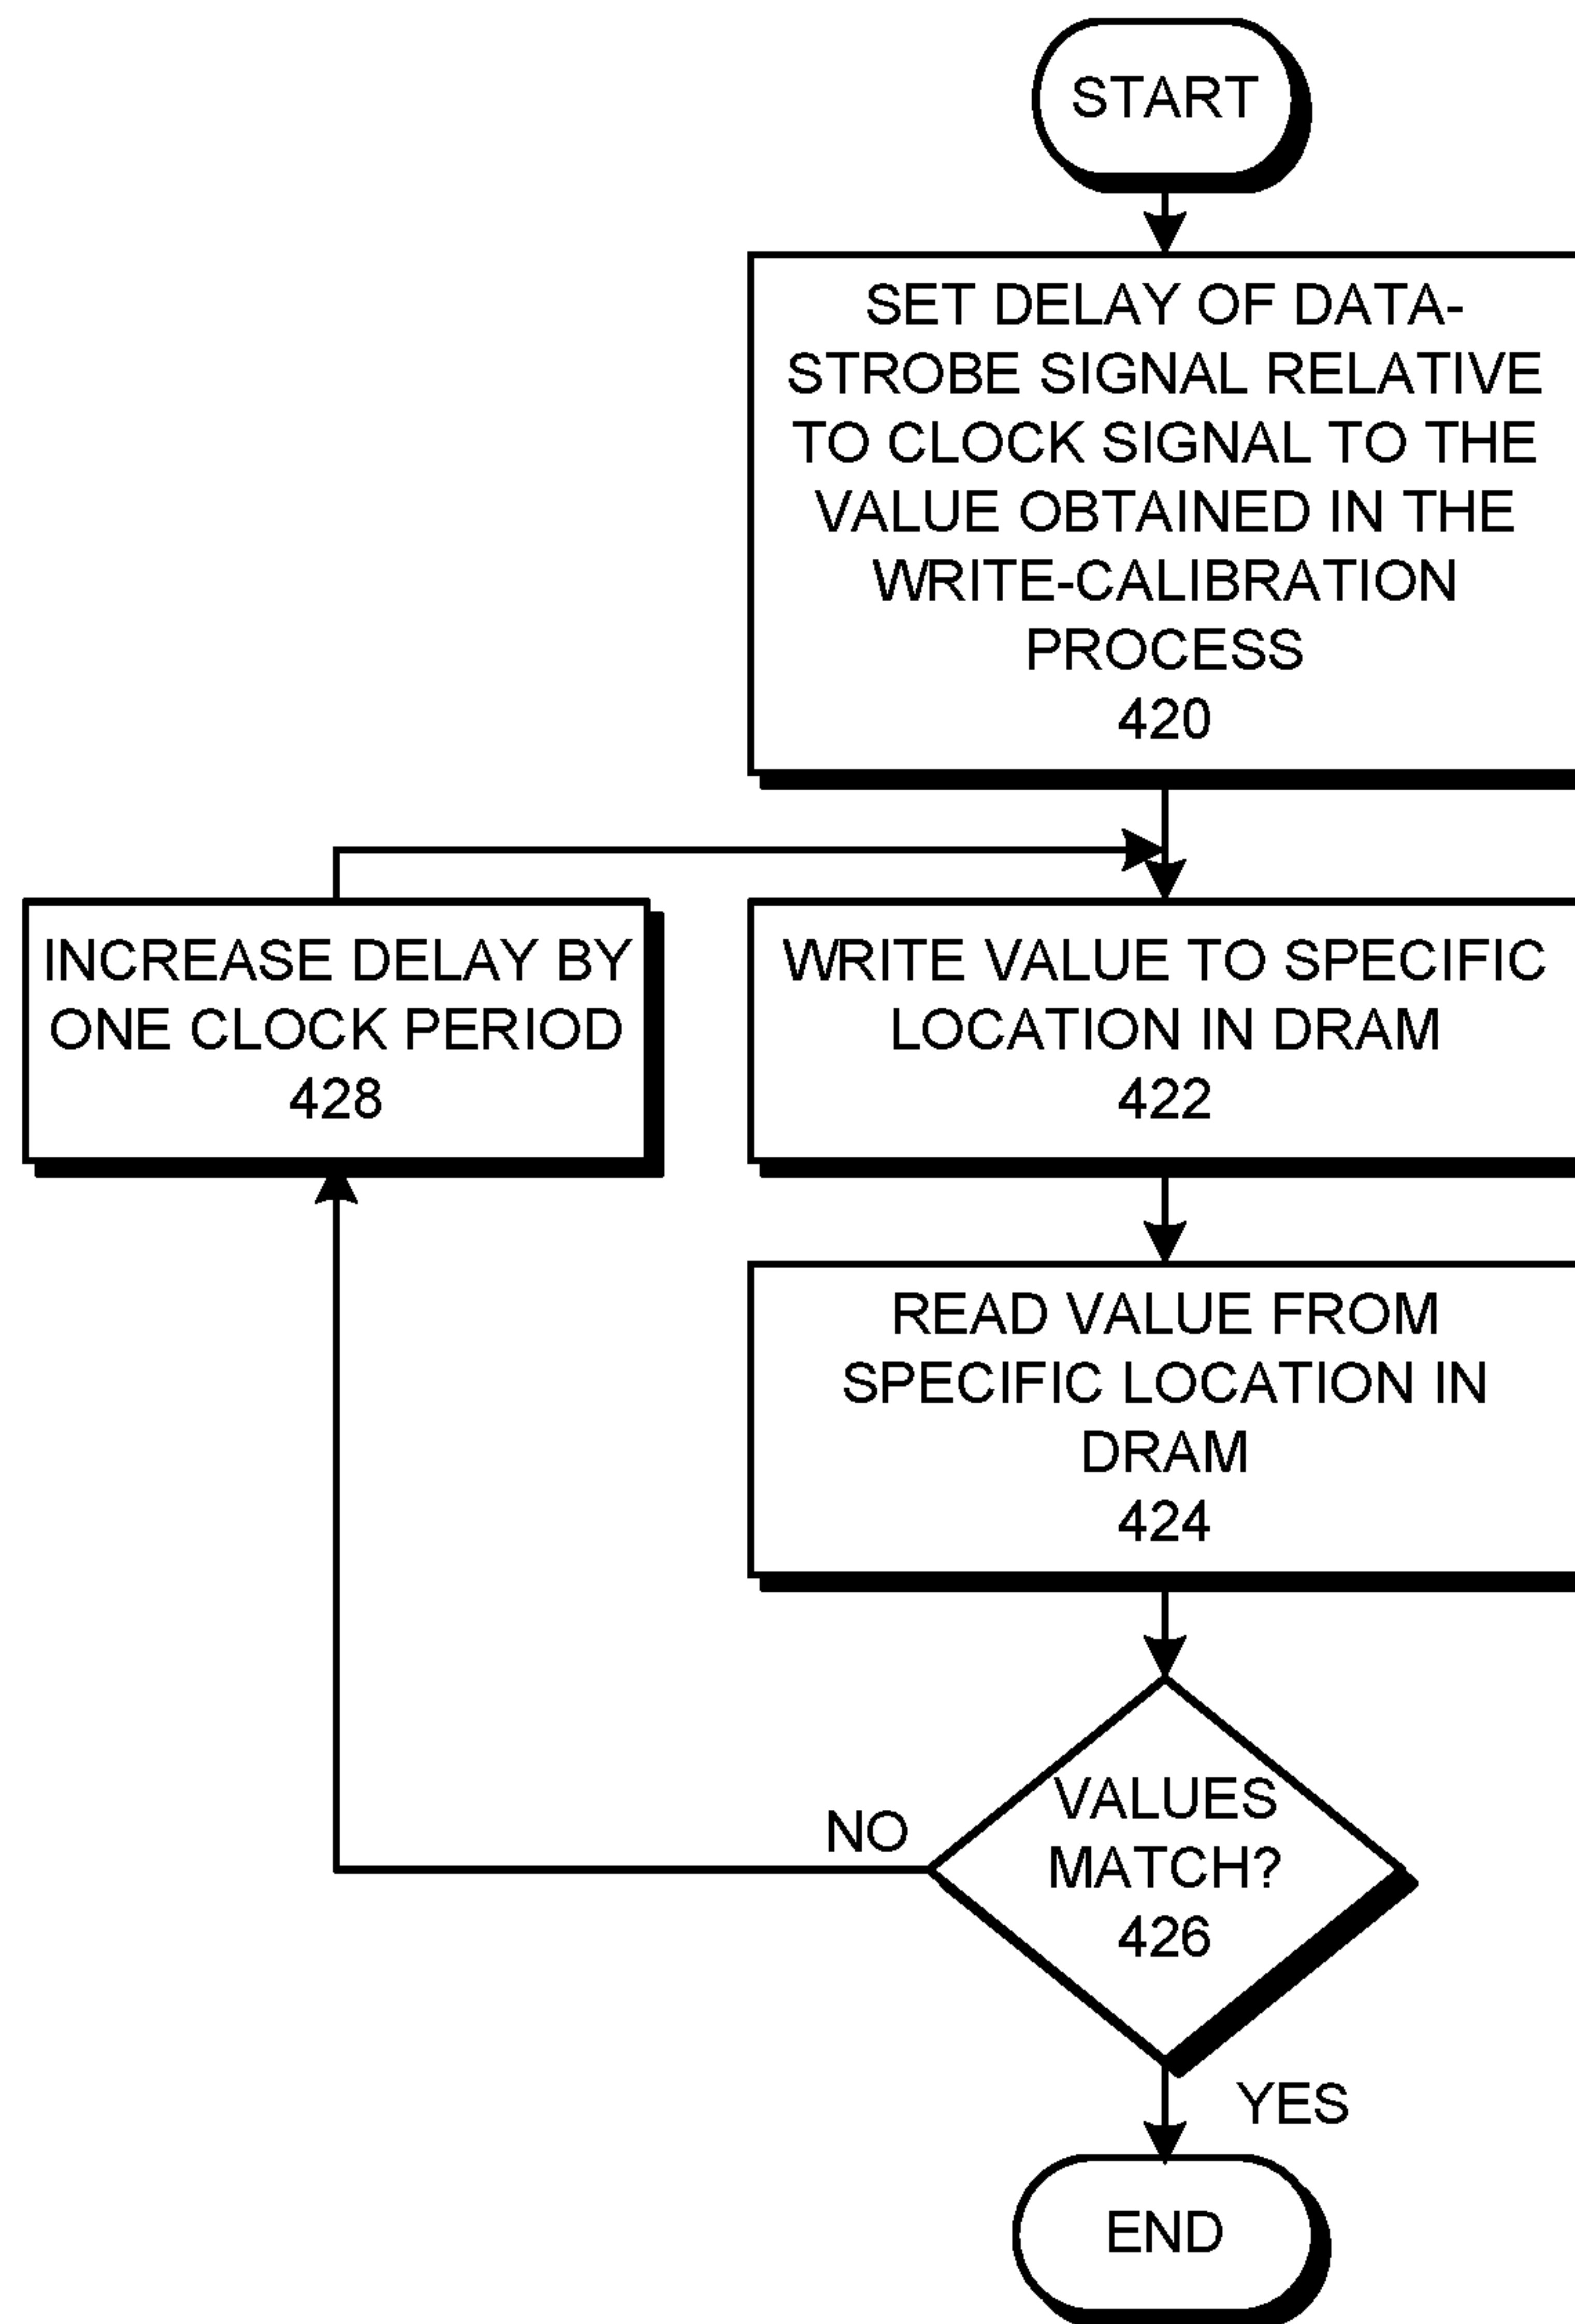 START
SET DELAY OF DATA-
STROBE SIGNAL RELATIVE
TO CLOCK SIGNAL TO THE
VALUE OBTAINED IN THE
WRITE-CALIBRATION
PROCESS
420
INCREASE DELAY BY
ONE CLOCK PERIOD
428
WRITE VALUE TO SPECIFIC
LOCATION IN DRAM
422
READ VALUE FROM
SPECIFIC LOCATION IN
DRAM
424
VALUES
MATCH?
426
NO
YES
END